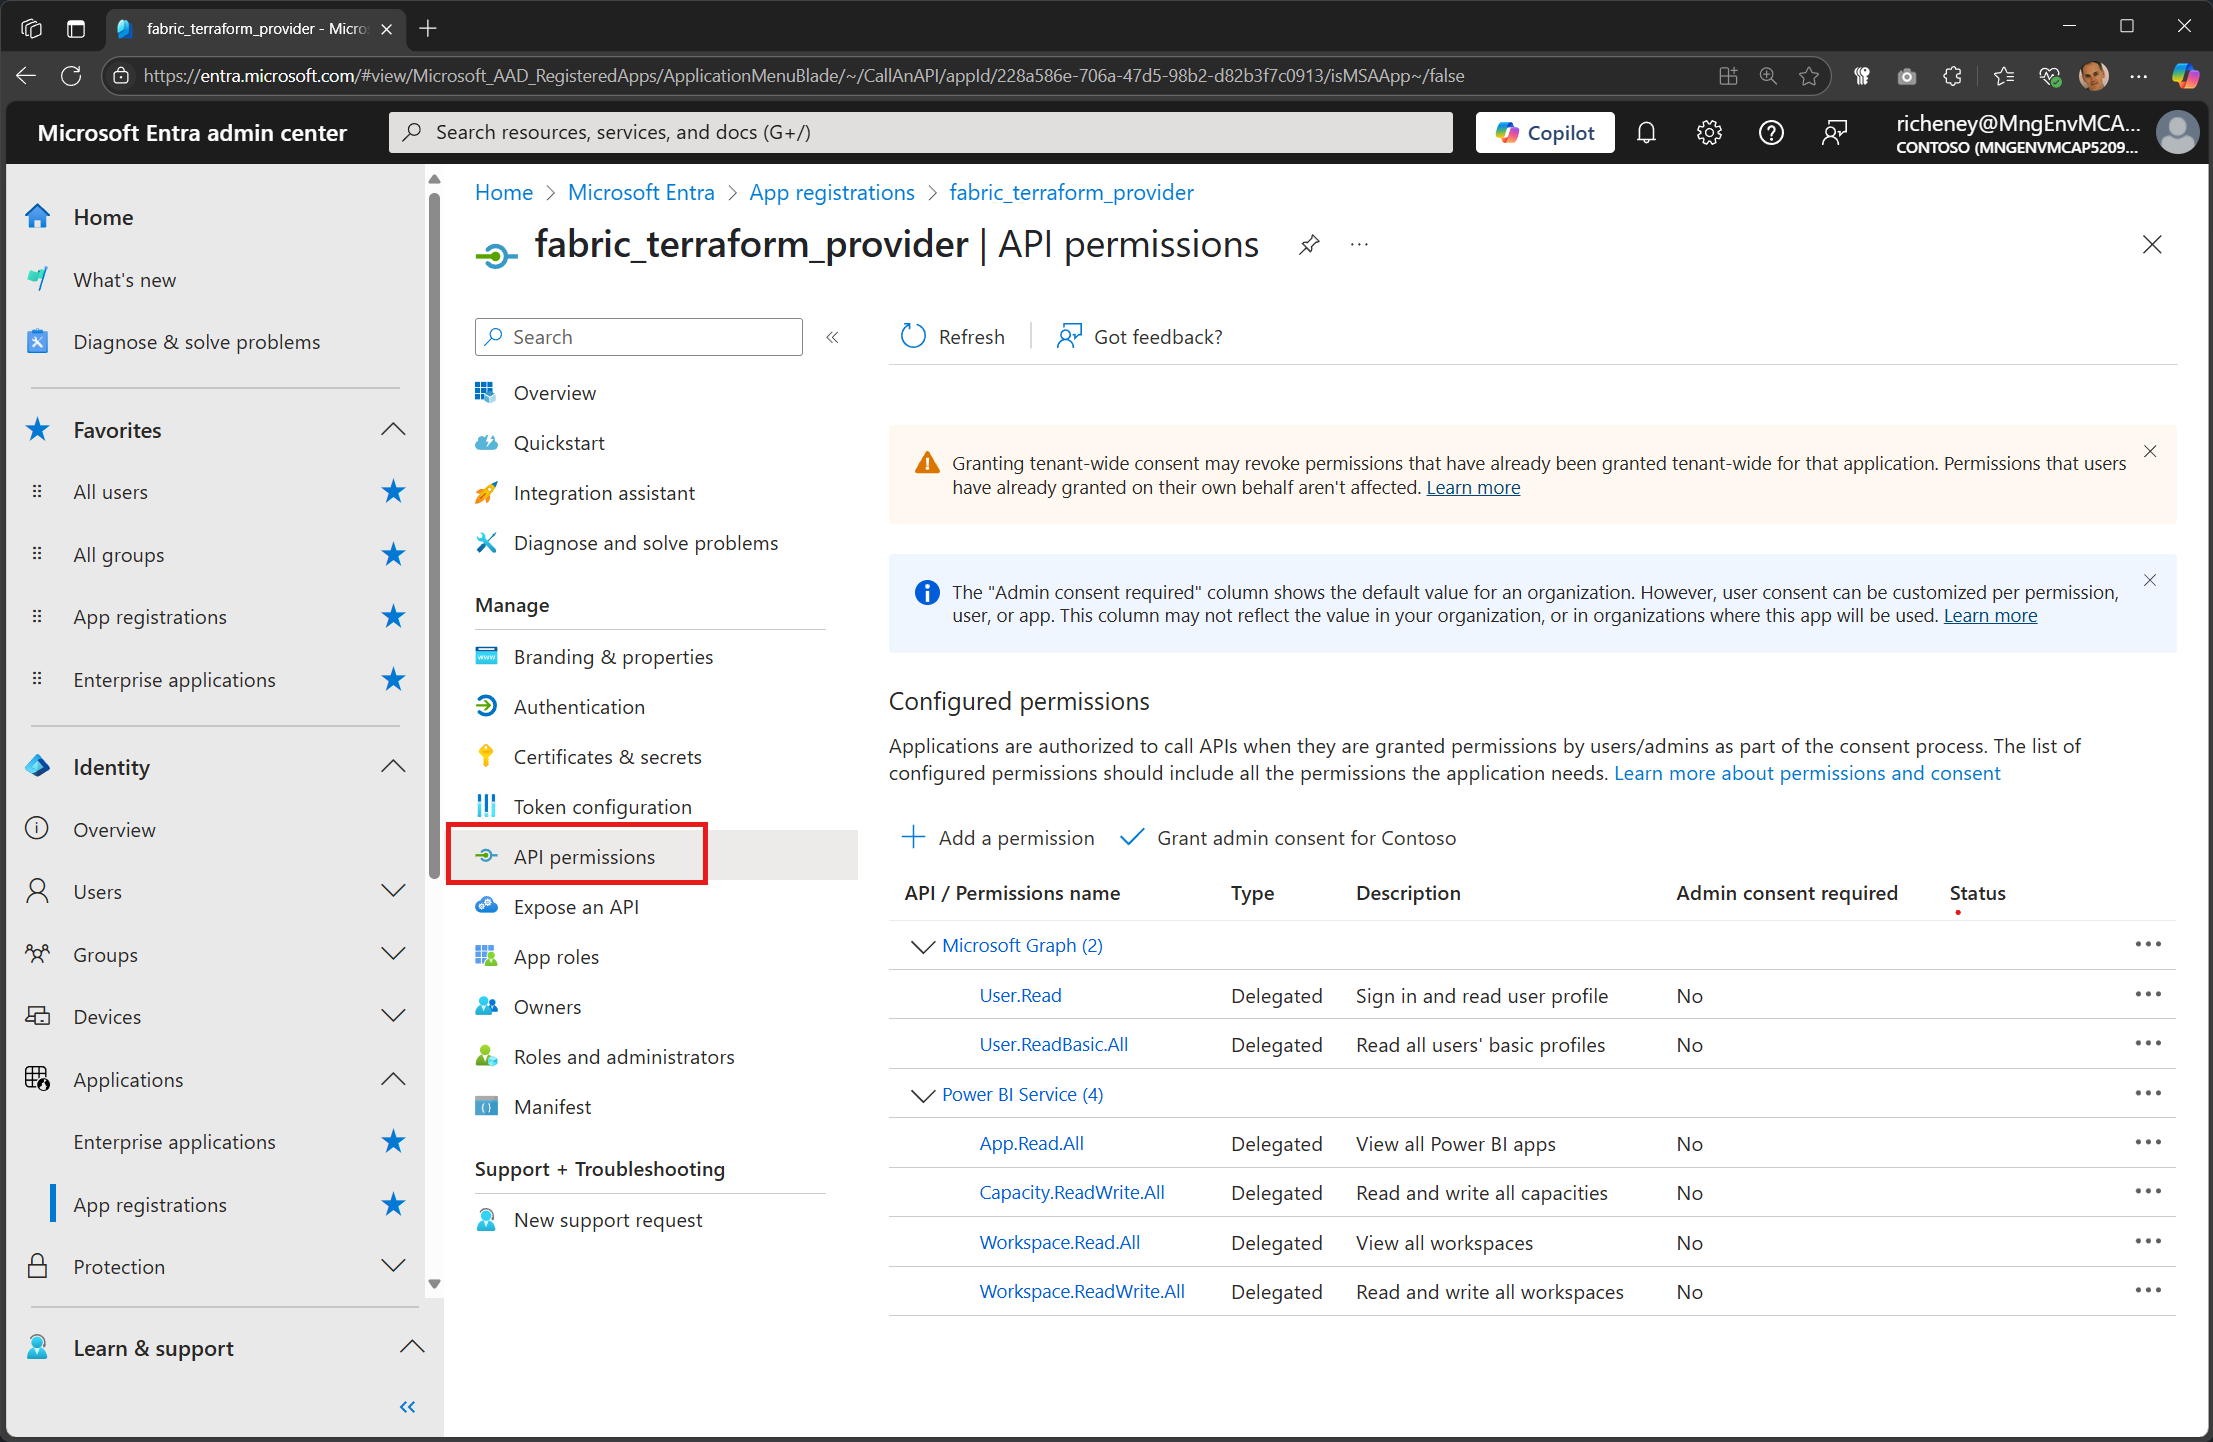 fabric_terraform_provider - Micro
https://entra.microsoft.com/#view/Microsoft_AAD_RegisteredApps/ApplicationMenuBlade/~/CallAnAPI/appId/228a586e-706a-47d5-98b2-d82b3f7c0913/isMSAApp~/false
Microsoft Entra admin center
Search resources, services, and docs (G+/)
Copilot
richeney@MngEnvMCA...
CONTOSO (MNGENVMCAP5209...
Home
What's new
Diagnose & solve problems
Favorites
All users
All groups
App registrations
Enterprise applications
Identity
Overview
Users
Groups
Devices
Applications
Enterprise applications
App registrations
Protection
Learn & support
Home > Microsoft Entra > App registrations > fabric_terraform_provider
fabric_terraform_provider | API permissions
Search
Overview
Quickstart
Integration assistant
Diagnose and solve problems
Manage
Branding & properties
Authentication
Certificates & secrets
Token configuration
API permissions
Expose an API
App roles
Owners
Roles and administrators
Manifest
Support + Troubleshooting
New support request
Refresh
Got feedback?
Granting tenant-wide consent may revoke permissions that have already been granted tenant-wide for that application. Permissions that users
have already granted on their own behalf aren't affected. Learn more
The "Admin consent required" column shows the default value for an organization. However, user consent can be customized per permission,
user, or app. This column may not reflect the value in your organization, or in organizations where this app will be used. Learn more
Configured permissions
Applications are authorized to call APIs when they are granted permissions by users/admins as part of the consent process. The list of
configured permissions should include all the permissions the application needs. Learn more about permissions and consent
Add a permission
Grant admin consent for Contoso
API / Permissions name Type Description Admin consent required Status
Microsoft Graph (2)
User.Read Delegated Sign in and read user profile No
User.ReadBasic.All Delegated Read all users' basic profiles No
Power BI Service (4)
App.Read.All Delegated View all Power BI apps No
Capacity.ReadWrite.All Delegated Read and write all capacities No
Workspace.Read.All Delegated View all workspaces No
Workspace.ReadWrite.All Delegated Read and write all workspaces No